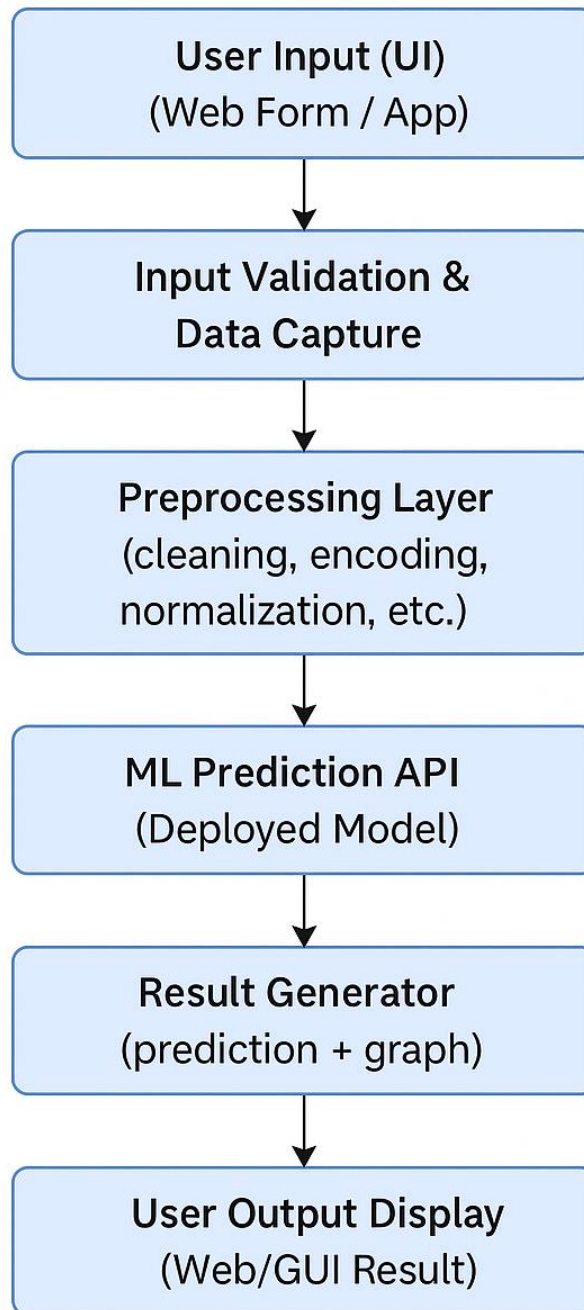 User Input (UI)
(Web Form / App)
Input Validation &
Data Capture
Preprocessing Layer
(cleaning, encoding,
normalization, etc.)
ML Prediction API
(Deployed Model)
Result Generator
(prediction + graph)
User Output Display
(Web/GUI Result)